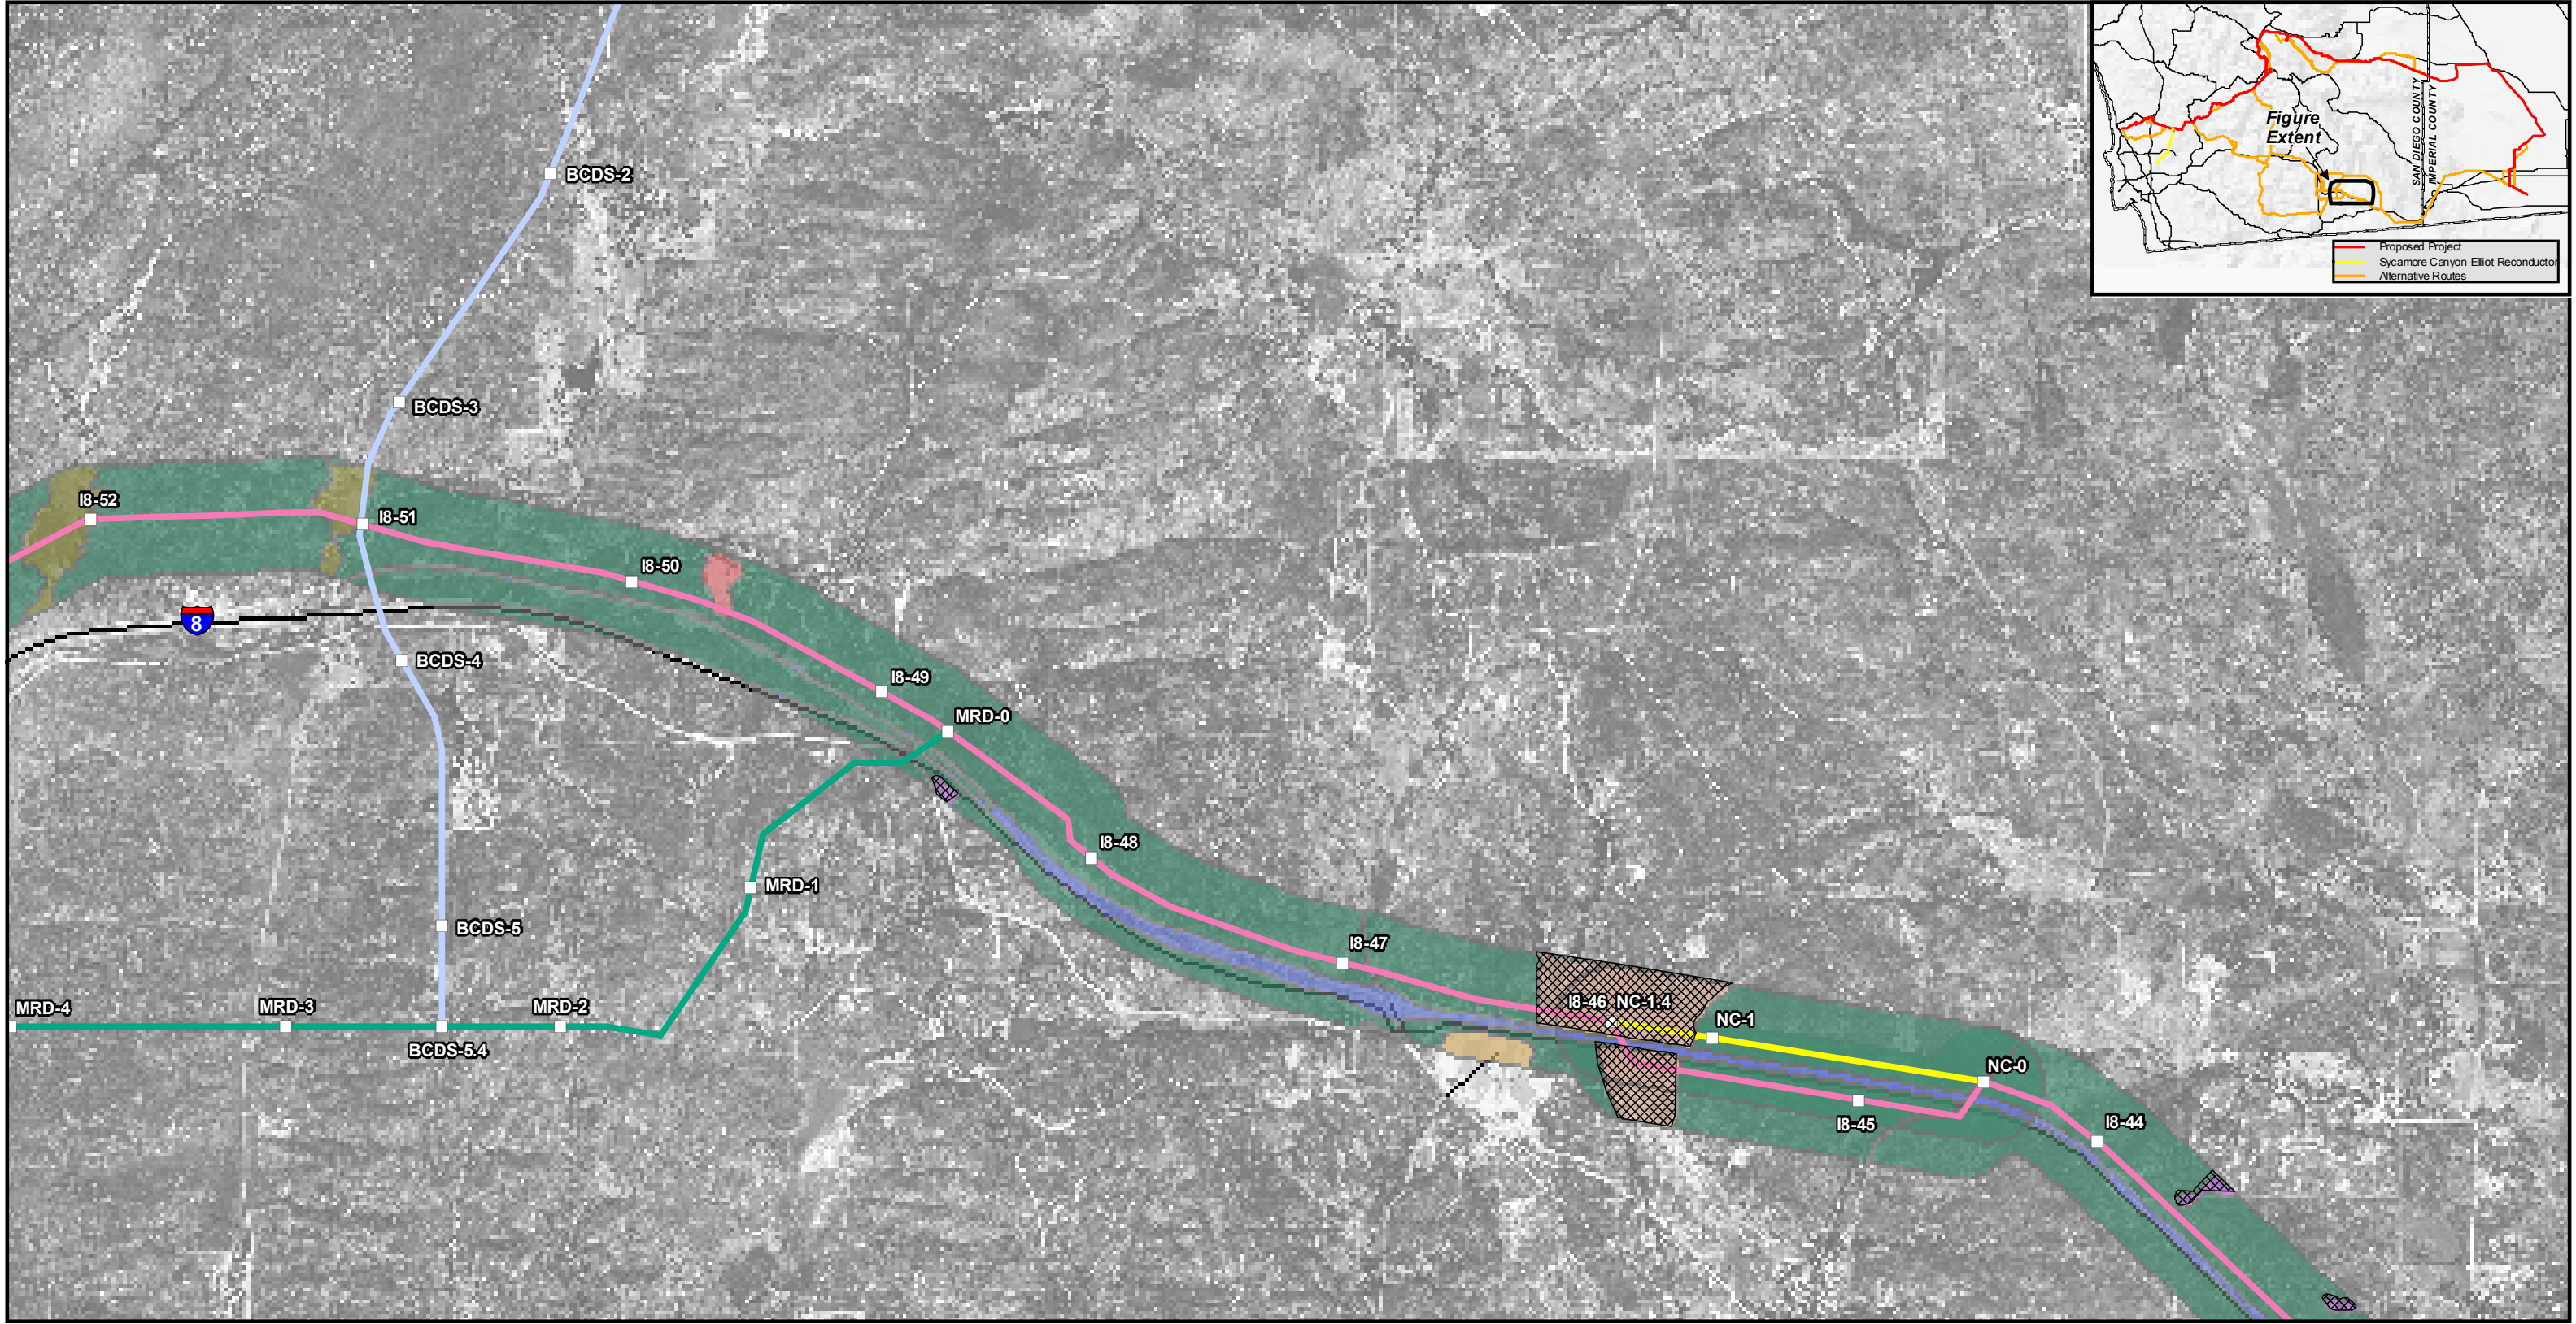 BCDS-2
SAN DIEGO COUNTY
IMPERIAL COUNTY
Figure
Extent
Proposed Project
Sycamore Canyon-Elliot Reconductor
Alternative Routes
BCDS-3
I8-52
I8-51
I8-50
8
BCDS-4
I8-49
MRD-0
I8-48
MRD-1
BCDS-5
I8-47
MRD-4
MRD-3
MRD-2
I8-46
NC-1.4
NC-1
BCDS-5.4
NC-0
I8-45
I8-44